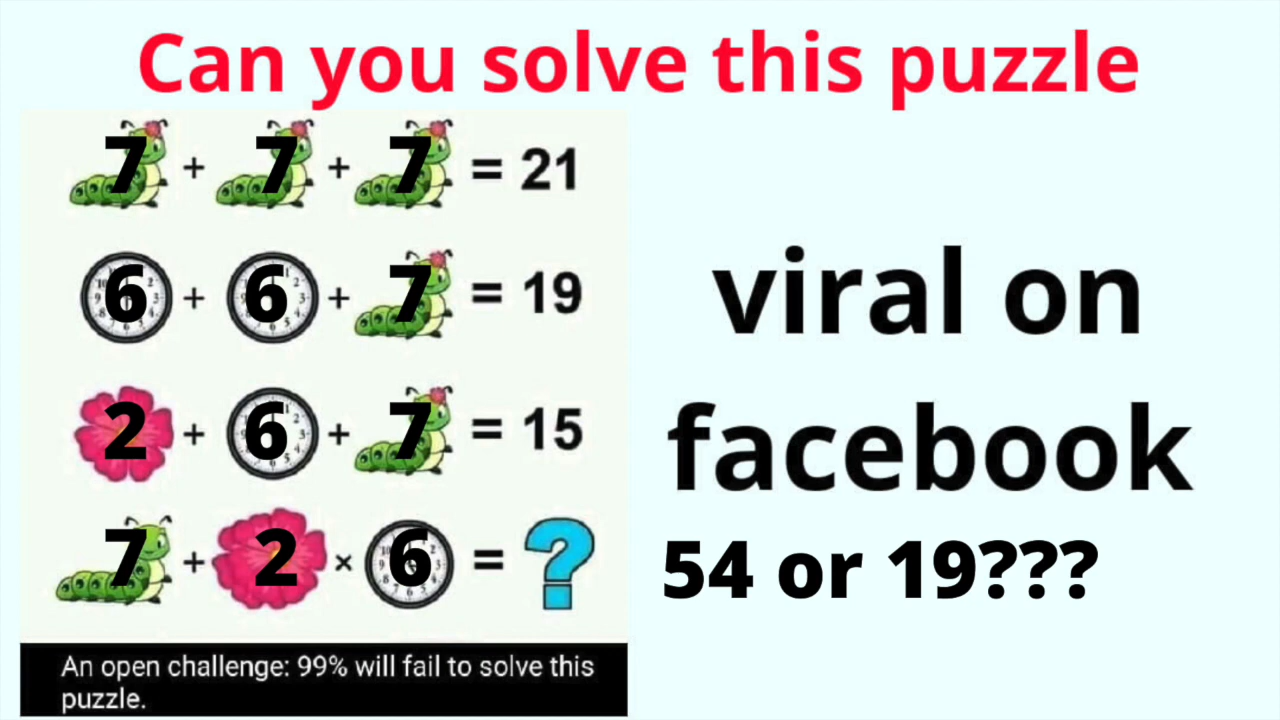 Can you solve this puzzle
7 + 7 + 7 = 21
6 + 6 + 7 = 19
2 + 6 + 7 = 15
7 + 2 × 6 = ?
An open challenge: 99% will fail to solve this
puzzle.
viral on
facebook
54 or 19???